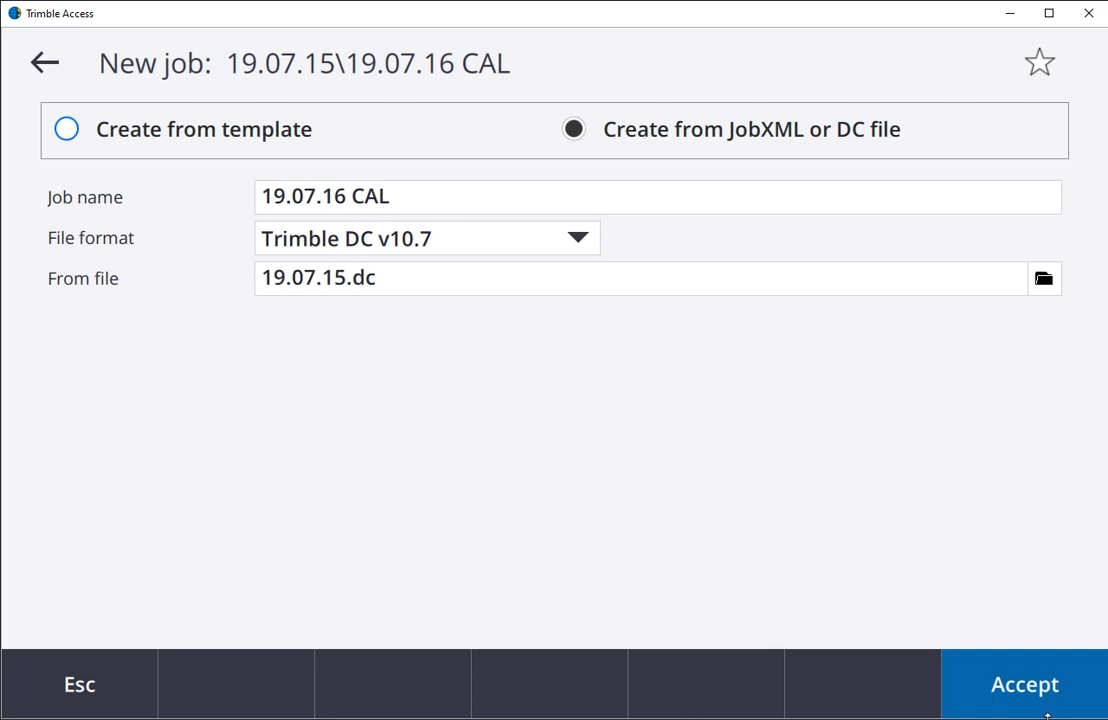 Trimble Access
New job: 19.07.15\19.07.16 CAL
Create from template
Create from JobXML or DC file
Job name
19.07.16 CAL
File format
Trimble DC v10.7
From file
19.07.15.dc
Esc
Accept